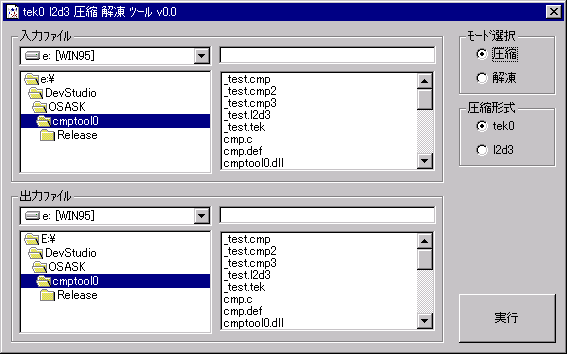 tek0 l2d3 圧縮 解凍 ツール v0.0
入力ファイル
e: [WIN95]
e:¥
DevStudio
OSASK
cmptool0
Release
_test.cmp
_test.cmp2
_test.cmp3
_test.l2d3
_test.tek
cmp.c
cmp.def
cmptool0.dll
モード選択
圧縮
解凍
圧縮形式
tek0
l2d3
出力ファイル
e: [WIN95]
E:¥
DevStudio
OSASK
cmptool0
Release
_test.cmp
_test.cmp2
_test.cmp3
_test.l2d3
_test.tek
cmp.c
cmp.def
cmptool0.dll
実行